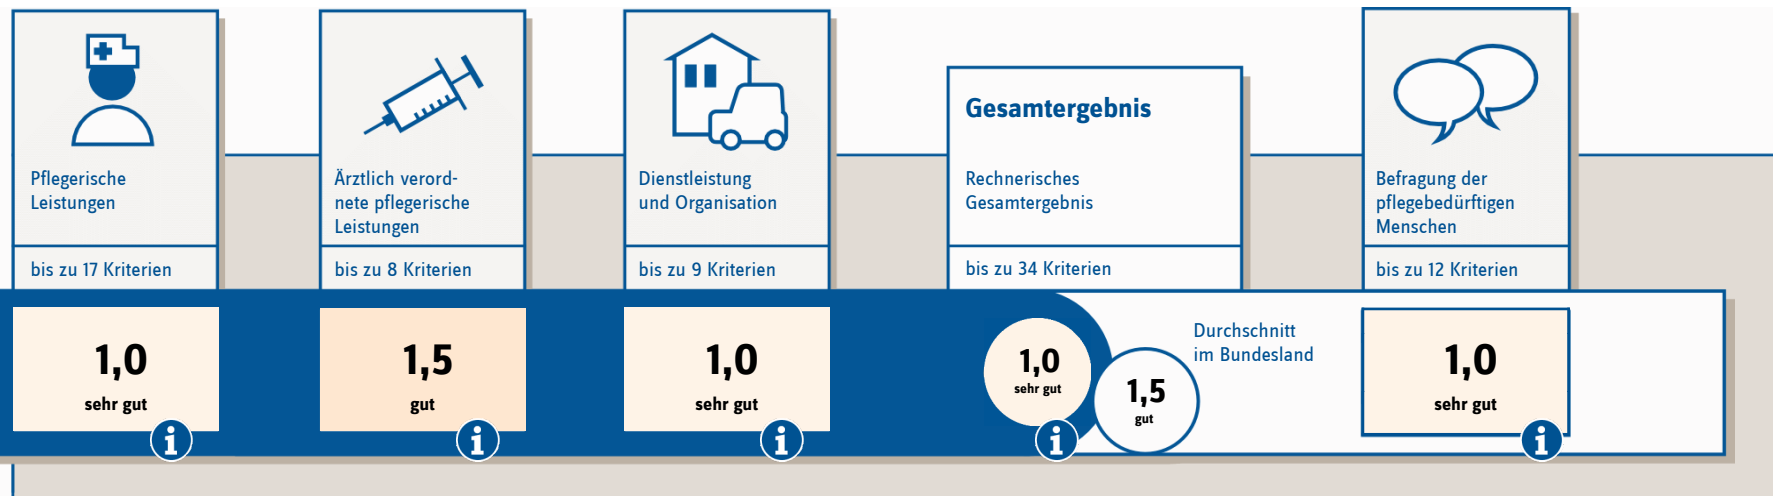 Pflegerische
Leistungen
bis zu 17 Kriterien
1,0
sehr gut
i
Ärztlich verord-
nete pflegerische
Leistungen
bis zu 8 Kriterien
1,5
gut
i
Dienstleistung
und Organisation
bis zu 9 Kriterien
1,0
sehr gut
i
Gesamtergebnis
Rechnerisches
Gesamtergebnis
bis zu 34 Kriterien
1,0
sehr gut
i
1,5
gut
Durchschnitt
im Bundesland
Befragung der
pflegebedürftigen
Menschen
bis zu 12 Kriterien
1,0
sehr gut
i